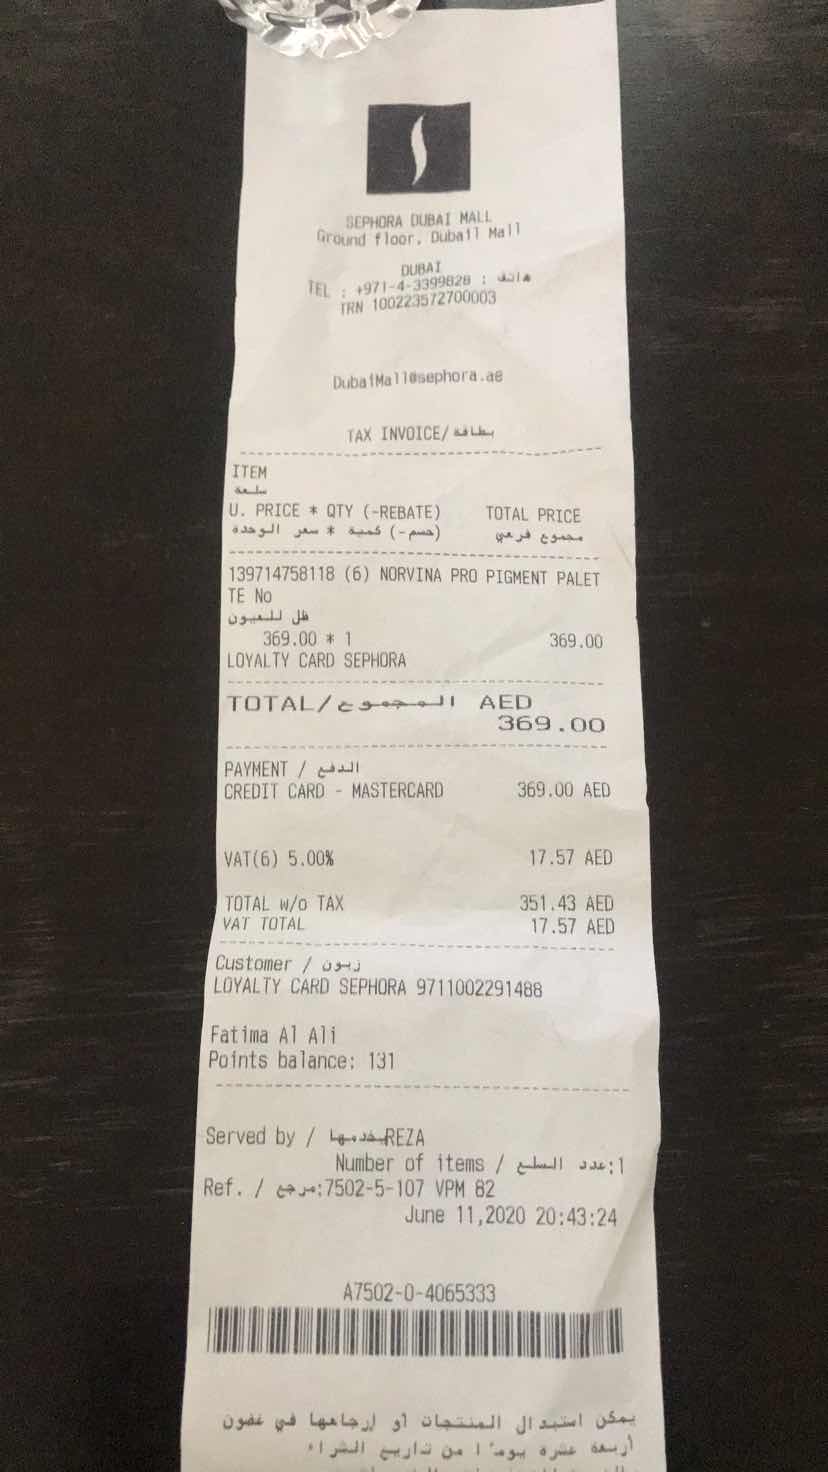 SEPHORA DUBAI MALL
Ground floor, Dubail Mall
DUBAI
TEL : +971-4-3399828 : هاتف
TRN 100223572700003
DubaiMall@sephora.ae
TAX INVOICE/بطاقة
ITEM
سلعة
U. PRICE * QTY (-REBATE) TOTAL PRICE
سعر الوحدة * كمية (-حسم) مجموع فرعي
139714758118 (6) NORVINA PRO PIGMENT PALET
TE No
ظل للعيون
369.00 * 1 369.00
LOYALTY CARD SEPHORA
TOTAL/المجموع AED
369.00
PAYMENT / الدفع
CREDIT CARD - MASTERCARD 369.00 AED
VAT(6) 5.00% 17.57 AED
TOTAL w/o TAX 351.43 AED
VAT TOTAL 17.57 AED
Customer / زبون
LOYALTY CARD SEPHORA 9711002291488
Fatima Al Ali
Points balance: 131
Served by / يخدمها REZA
Number of items / عدد السلع:1
Ref. / مرجع:7502-5-107 VPM 82
June 11,2020 20:43:24
A7502-0-4065333
يمكن استبدال المنتجات أو إرجاعها في غضون
أربعة عشرة يومًا من تاريخ الشراء